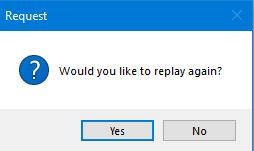 Request
Would you like to replay again?
Yes
No